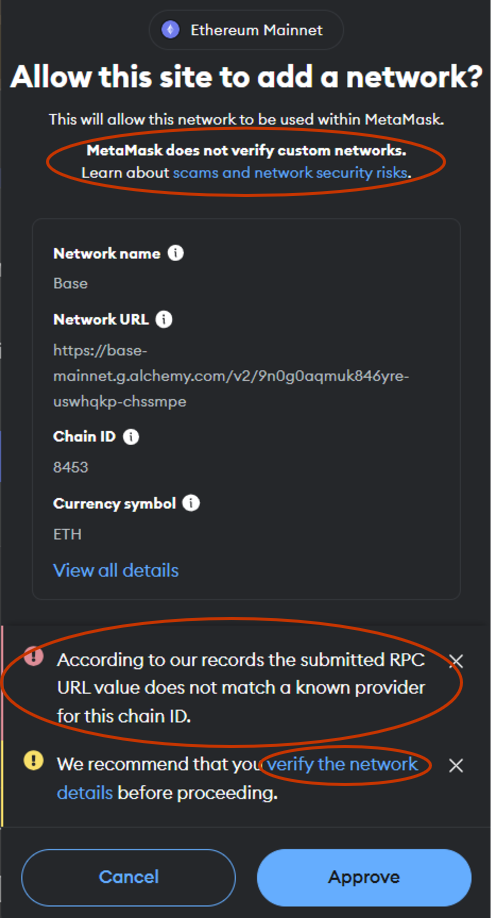 Ethereum Mainnet
Allow this site to add a network?
This will allow this network to be used within MetaMask.
MetaMask does not verify custom networks.
Learn about scams and network security risks.
Network name
Base
Network URL
https://base-
mainnet.g.alchemy.com/v2/9n0g0aqmuk846yre-
uswhqkp-chssmpe
Chain ID
8453
Currency symbol
ETH
View all details
According to our records the submitted RPC
URL value does not match a known provider
for this chain ID.
We recommend that you verify the network
details before proceeding.
Cancel
Approve